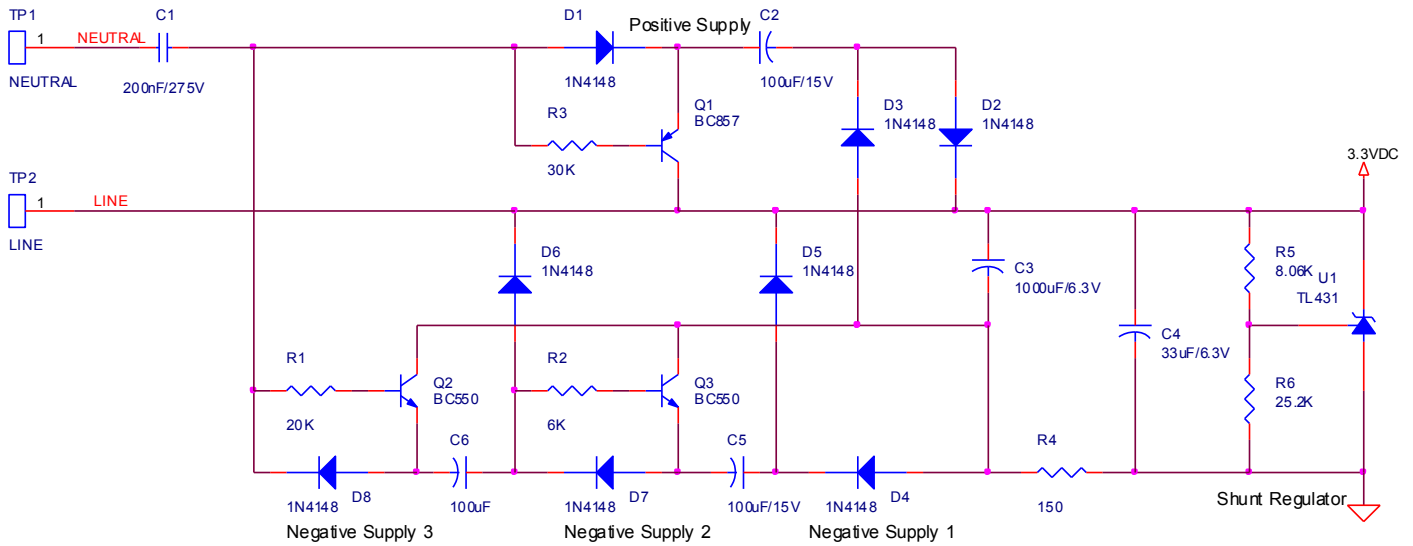 TP1
1
NEUTRAL
NEUTRAL
C1
200nF/275V
D1
1N4148
Positive Supply
C2
100uF/15V
R3
30K
Q1
BC857
D3
1N4148
D2
1N4148
3.3VDC
TP2
1
LINE
LINE
D6
1N4148
D5
1N4148
C3
1000uF/6.3V
R5
8.06K
U1
TL431
C4
33uF/6.3V
R1
20K
Q2
BC550
R2
6K
Q3
BC550
R6
25.2K
C6
100uF
C5
100uF/15V
R4
150
D8
1N4148
D7
1N4148
D4
1N4148
Shunt Regulator
Negative Supply 3
Negative Supply 2
Negative Supply 1